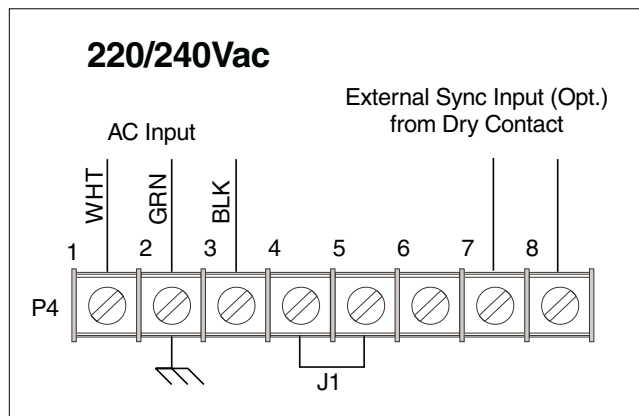 220/240Vac
External Sync Input (Opt.)
from Dry Contact
AC Input
WHT
GRN
BLK
1 2 3 4 5 6 7 8
P4
J1